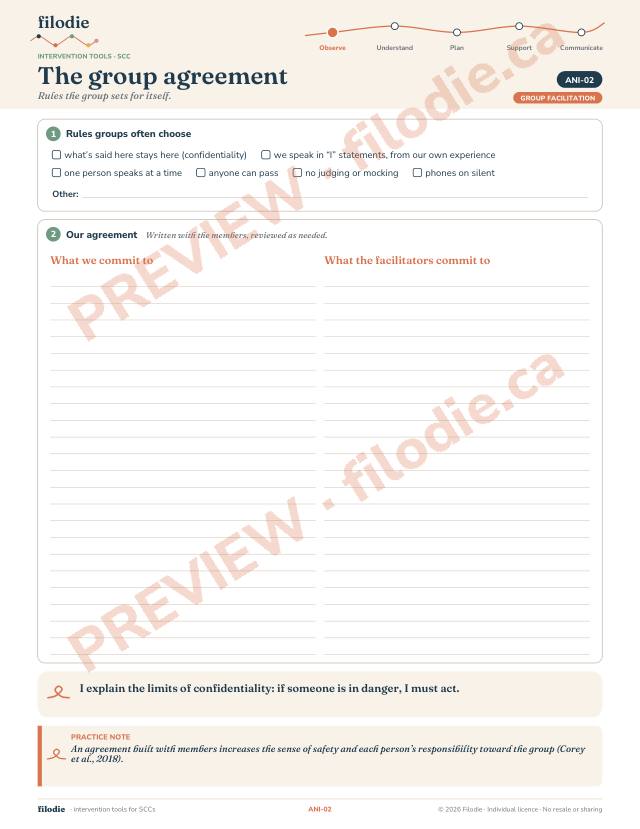 filodie
INTERVENTION TOOLS · SCC
Observe Understand Plan Support Communicate
The group agreement
Rules the group sets for itself.
ANI-02
GROUP FACILITATION
1 Rules groups often choose
what's said here stays here (confidentiality) we speak in "I" statements, from our own experience
one person speaks at a time anyone can pass no judging or mocking phones on silent
Other:
2 Our agreement Written with the members, reviewed as needed.
What we commit to What the facilitators commit to
PREVIEW · filodie.ca
PREVIEW · filodie.ca
I explain the limits of confidentiality: if someone is in danger, I must act.
PRACTICE NOTE
An agreement built with members increases the sense of safety and each person's responsibility toward the group (Corey
et al., 2018).
filodie · intervention tools for SCCs ANI-02 © 2026 Filodie · Individual licence · No resale or sharing